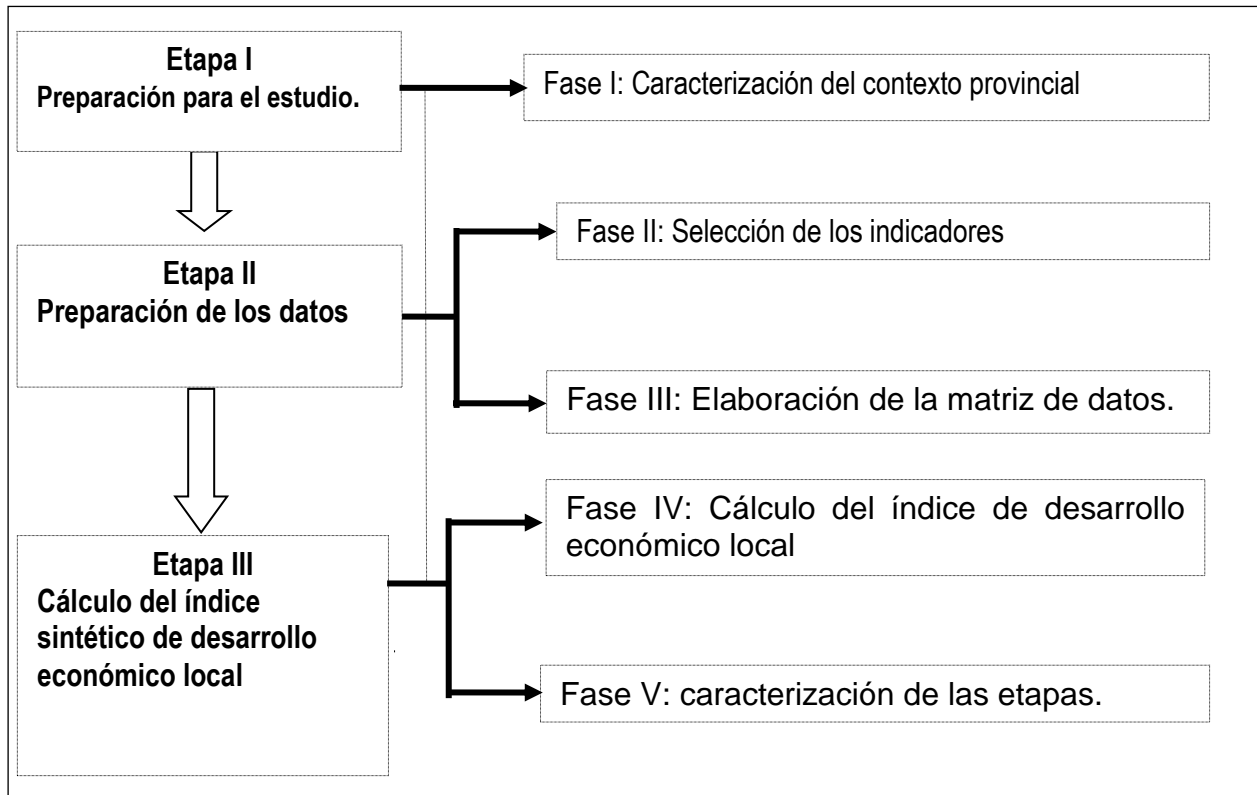 Etapa I
Preparación para el estudio.
Fase I: Caracterización del contexto provincial
Etapa II
Preparación de los datos
Fase II: Selección de los indicadores
Fase III: Elaboración de la matriz de datos.
Etapa III
Cálculo del índice
sintético de desarrollo
económico local
Fase IV: Cálculo del índice de desarrollo
económico local
Fase V: caracterización de las etapas.